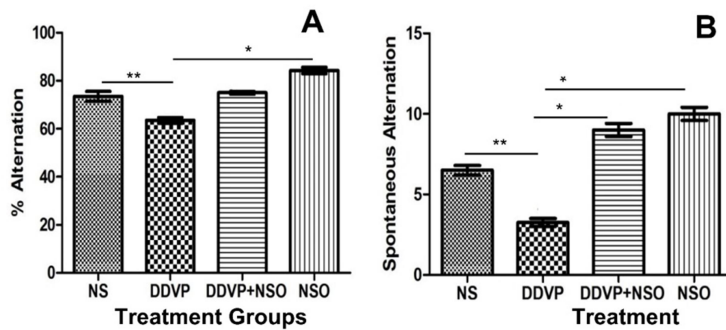 A
% Alternation
100
80
60
40
20
0
**
*
NS DDVP DDVP+NSO NSO
Treatment Groups
B
Spontaneous Alternation
15
10
5
0
**
*
*
NS DDVP DDVP+NSO NSO
Treatment